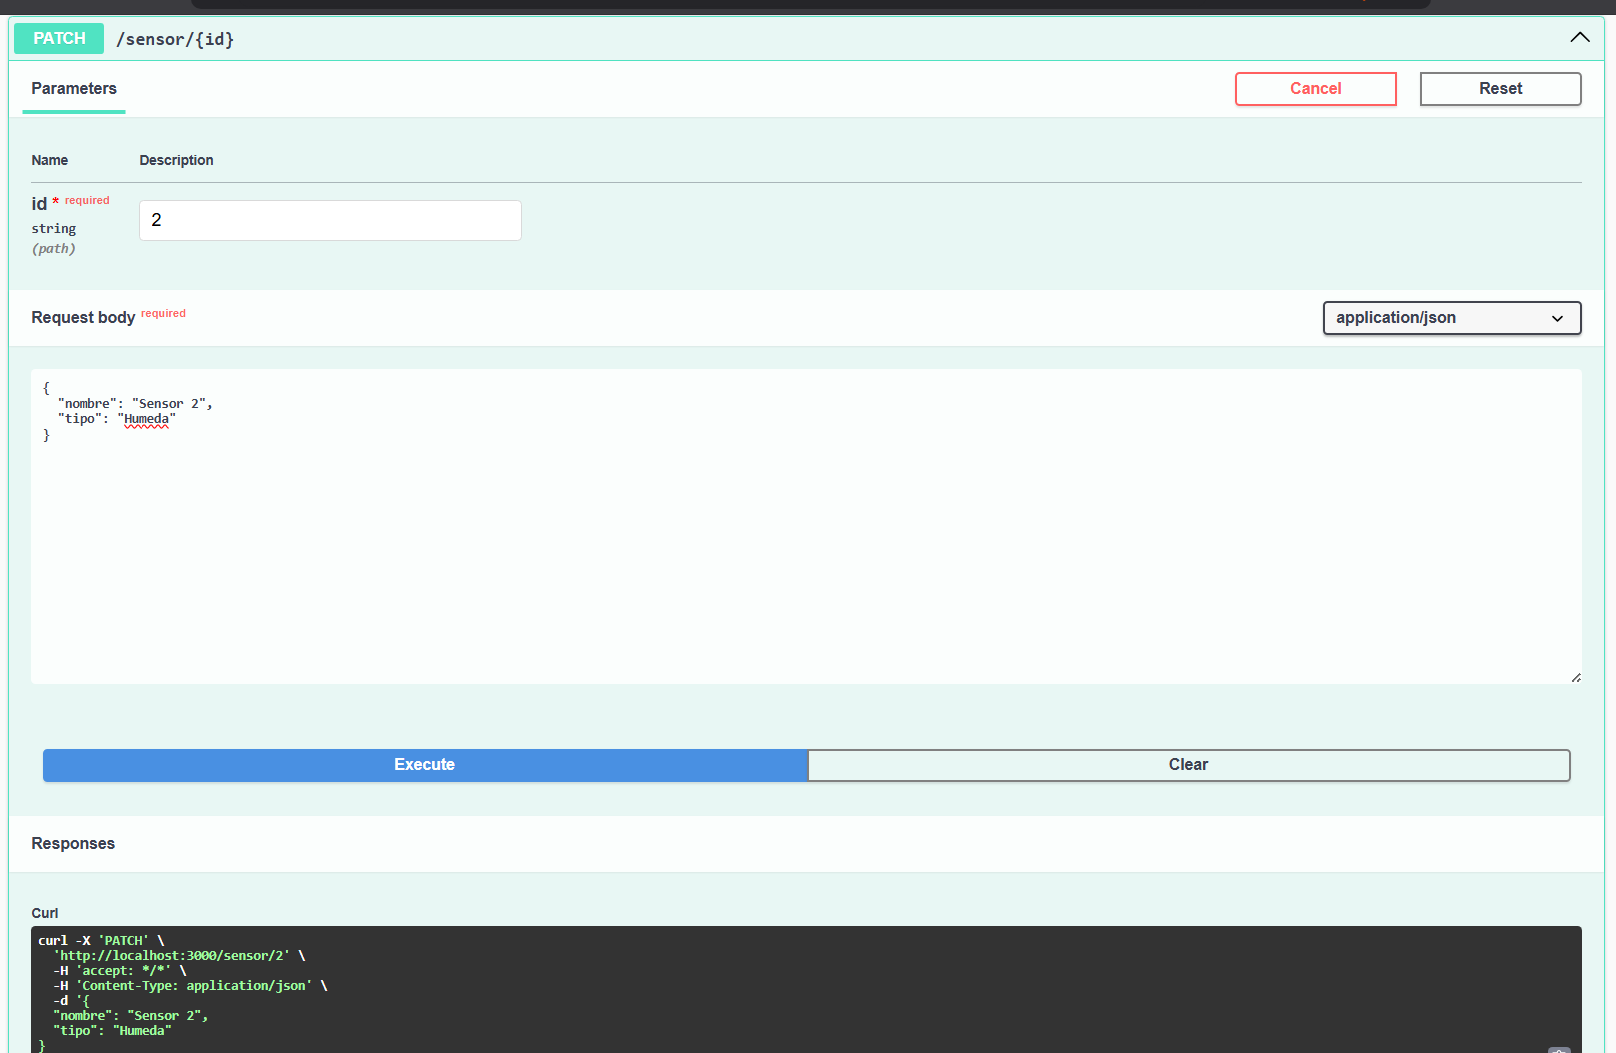 PATCH /sensor/{id}
Parameters
Cancel
Reset
Name Description
id * required
string
(path)
2
Request body required
application/json
{
  "nombre": "Sensor 2",
  "tipo": "Humeda"
}
Execute
Clear
Responses
Curl
curl -X 'PATCH' \
  'http://localhost:3000/sensor/2' \
  -H 'accept: */*' \
  -H 'Content-Type: application/json' \
  -d '{
  "nombre": "Sensor 2",
  "tipo": "Humeda"
}